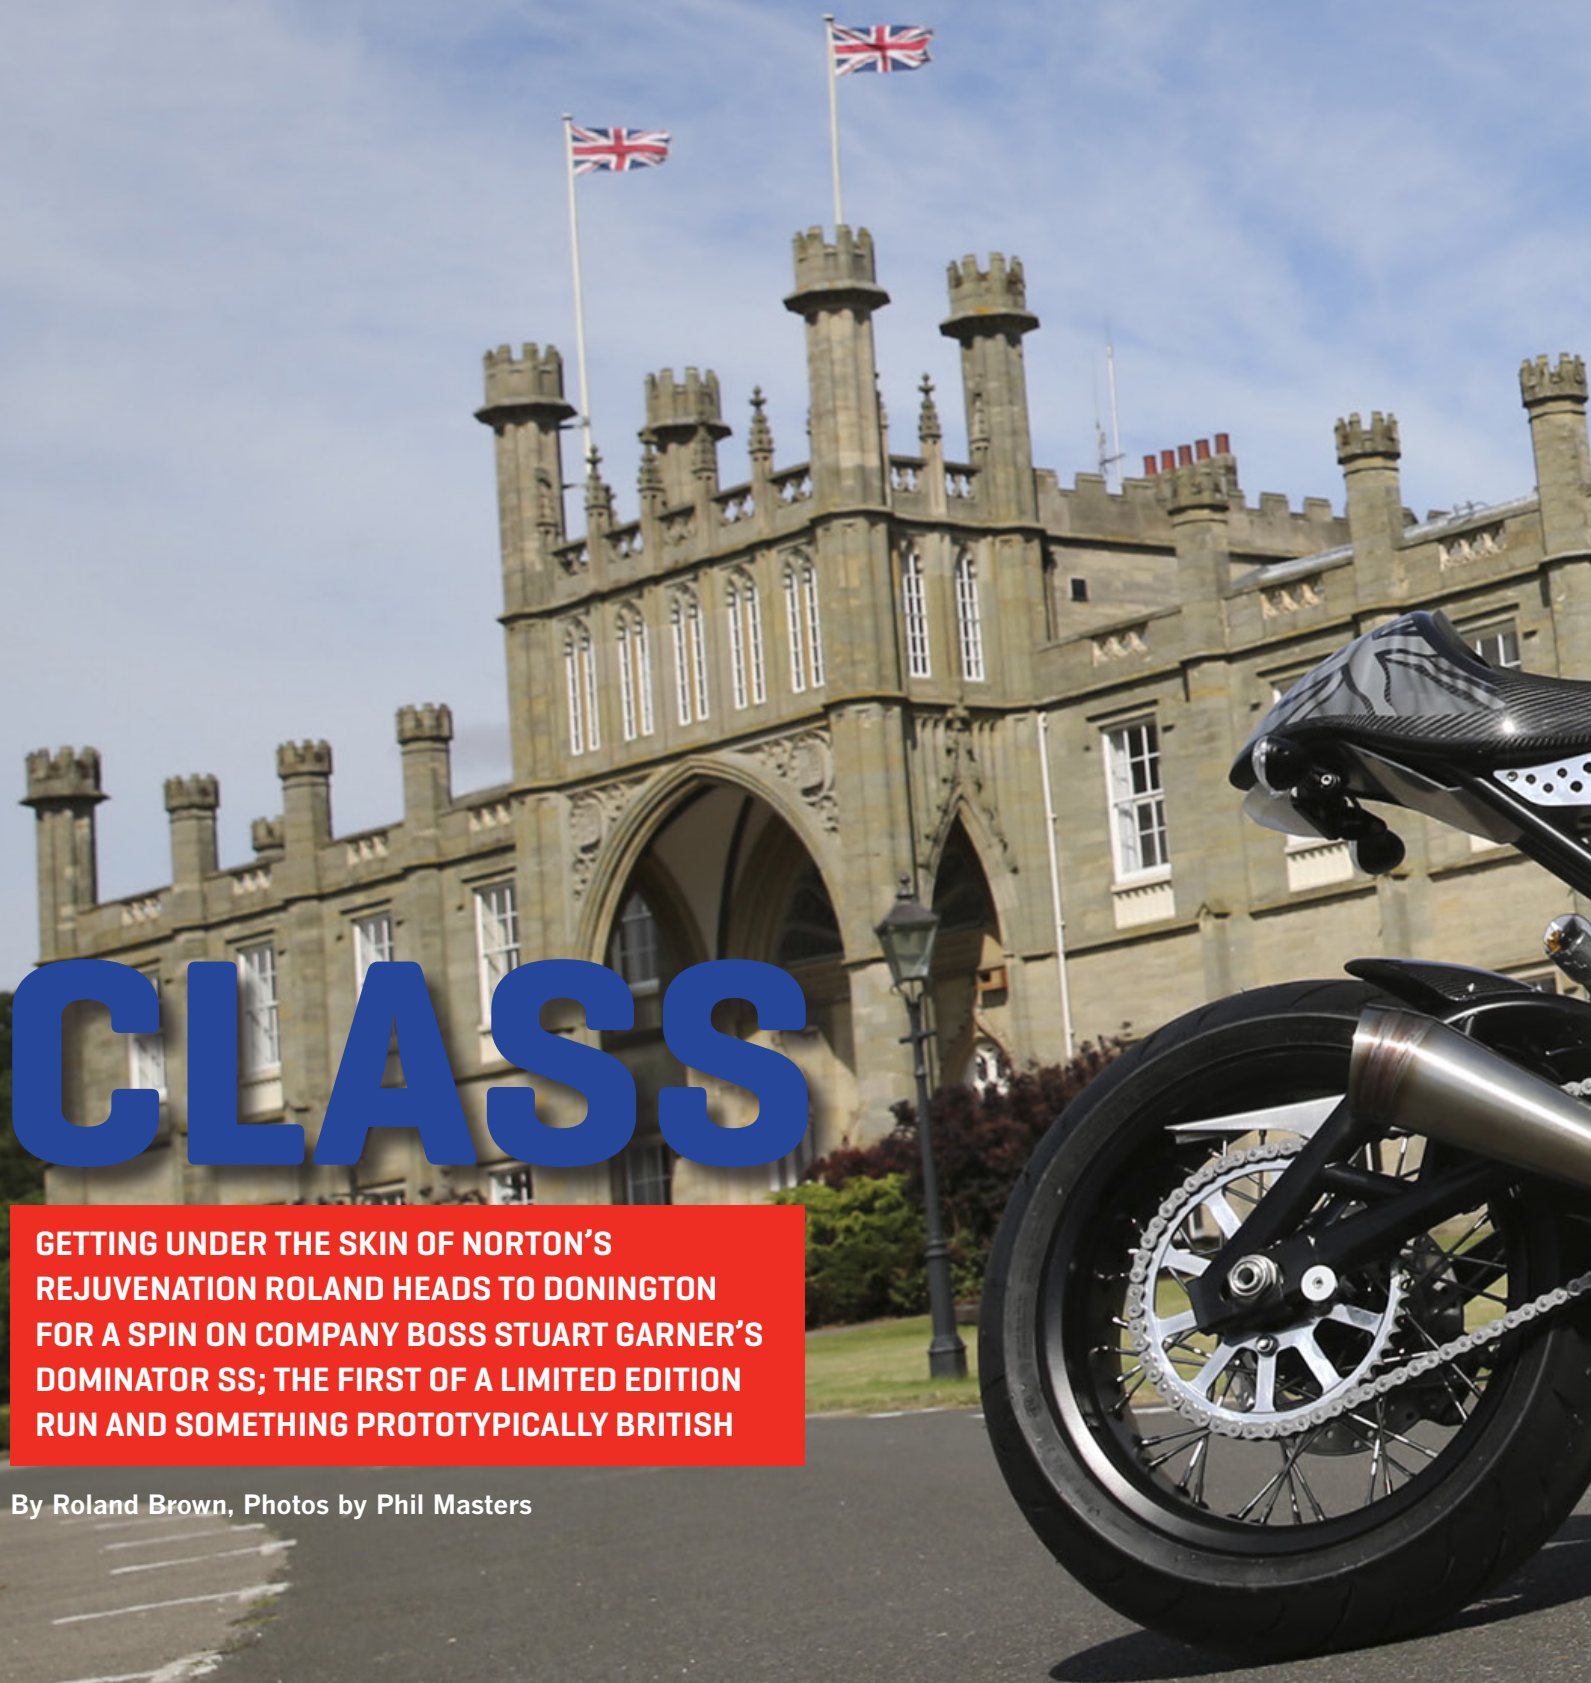 CLASS
GETTING UNDER THE SKIN OF NORTON’S
REJUVENATION ROLAND HEADS TO DONINGTON
FOR A SPIN ON COMPANY BOSS STUART GARNER’S
DOMINATOR SS; THE FIRST OF A LIMITED EDITION
RUN AND SOMETHING PROTOTYPICALLY BRITISH
By Roland Brown, Photos by Phil Masters